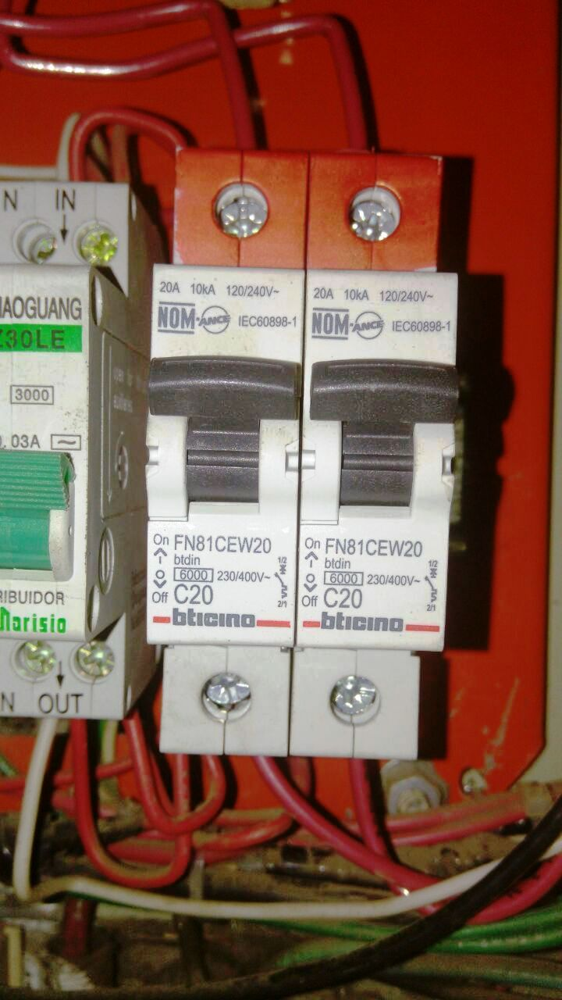 N IN
IAOGUANG
Z30LE
3000
0.03A
RIBUIDOR
Marisio
N OUT
20A 10kA 120/240V~
NOM ANCE IEC60898-1
On FN81CEW20
btdin
6000 230/400V~
Off C20
1/2
2/1
bticino
20A 10kA 120/240V~
NOM ANCE IEC60898-1
On FN81CEW20
btdin
6000 230/400V~
Off C20
1/2
2/1
bticino